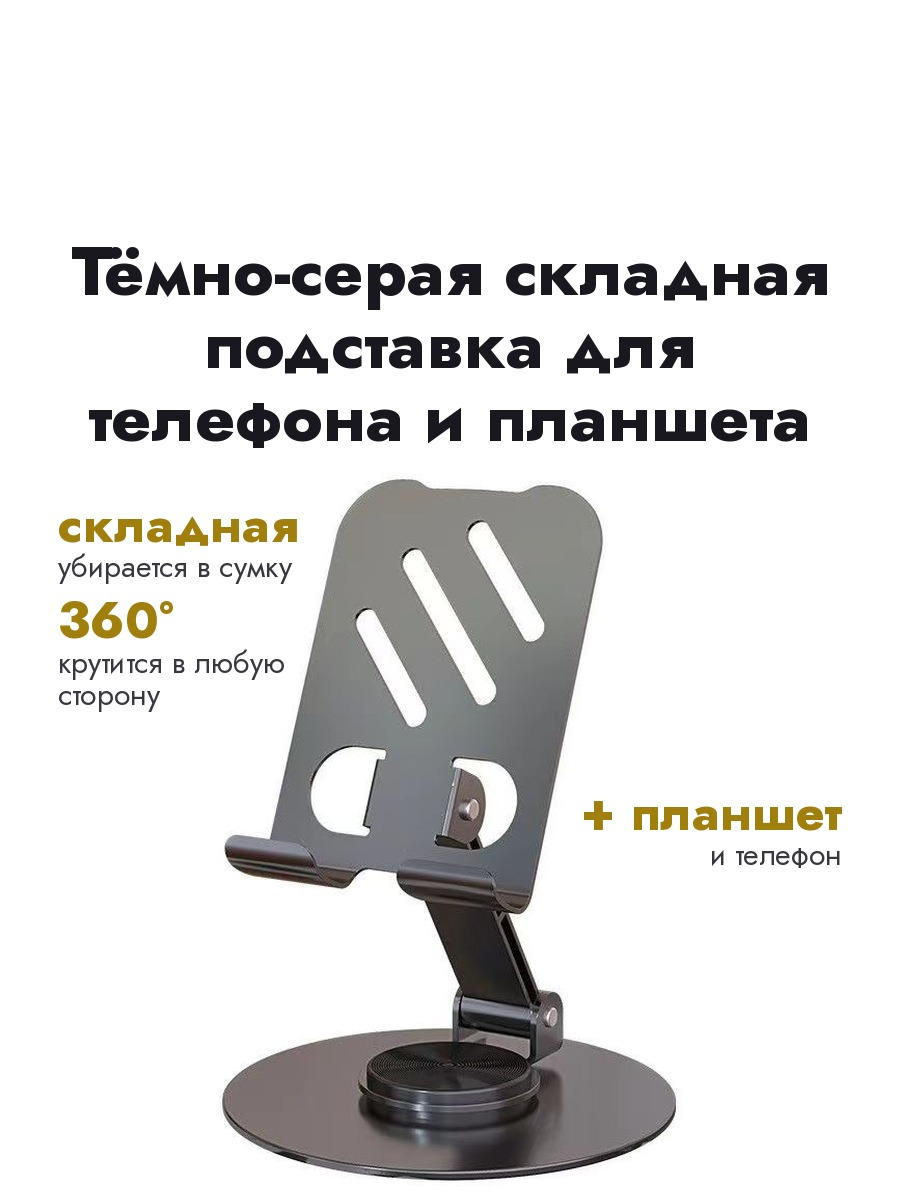 Тёмно-серая складная
подставка для
телефона и планшета
складная
убирается в сумку
360°
крутится в любую
сторону
+ планшет
и телефон